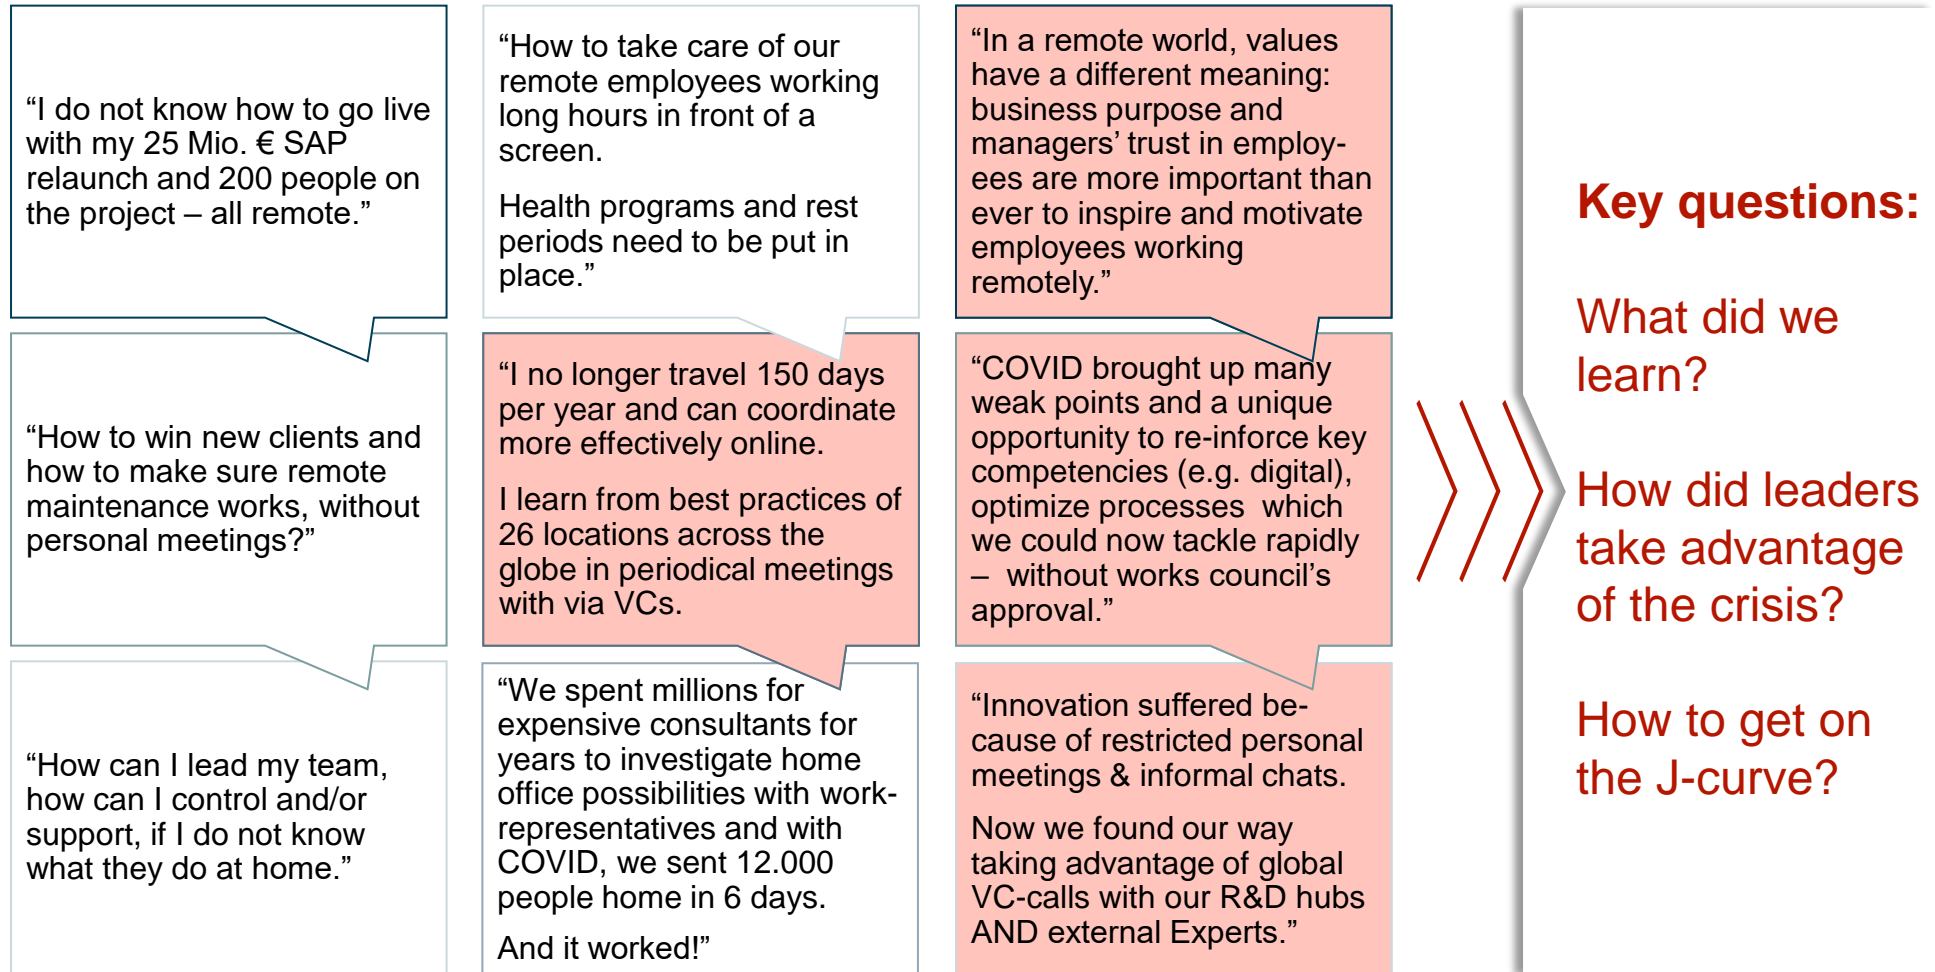 “I do not know how to go live
with my 25 Mio. € SAP
relaunch and 200 people on
the project – all remote.”
“How to win new clients and
how to make sure remote
maintenance works, without
personal meetings?”
“How can I lead my team,
how can I control and/or
support, if I do not know
what they do at home.”
“How to take care of our
remote employees working
long hours in front of a
screen.
Health programs and rest
periods need to be put in
place.”
“I no longer travel 150 days
per year and can coordinate
more effectively online.
I learn from best practices of
26 locations across the
globe in periodical meetings
with via VCs.
“We spent millions for
expensive consultants for
years to investigate home
office possibilities with work-
representatives and with
COVID, we sent 12.000
people home in 6 days.
And it worked!”
“In a remote world, values
have a different meaning:
business purpose and
managers’ trust in employ-
ees are more important than
ever to inspire and motivate
employees working
remotely.”
“COVID brought up many
weak points and a unique
opportunity to re-inforce key
competencies (e.g. digital),
optimize processes  which
we could now tackle rapidly
–  without works council’s
approval.”
“Innovation suffered be-
cause of restricted personal
meetings & informal chats.
Now we found our way
taking advantage of global
VC-calls with our R&D hubs
AND external Experts.”
Key questions:
What did we
learn?
How did leaders
take advantage
of the crisis?
How to get on
the J-curve?